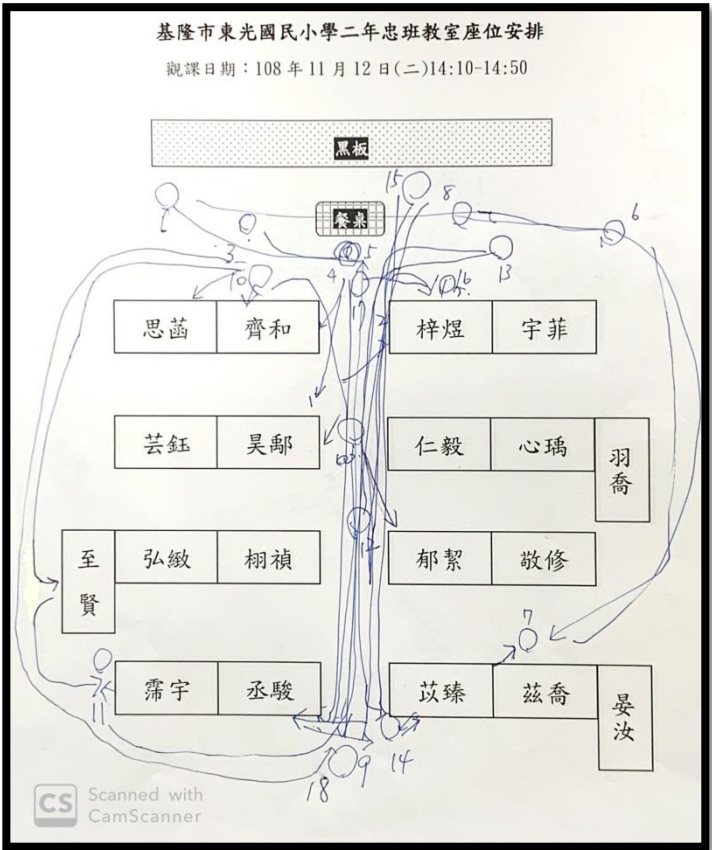 基隆市東光國民小學二年忠班教室座位安排
觀課日期：108年11月12日(二)14:10-14:50
黑板
15 8 6
餐桌
3 5 13
10 4 16
思菡 齊和 梓煜 宇菲
芸鈺 昊鄅 仁毅 心瑀 羽喬
至賢 弘緻 栩禎 郁絜 敬修
12
7
霈宇 丞駿 苡臻 茲喬 晏汝
11
18 9 14
CS Scanned with
CamScanner